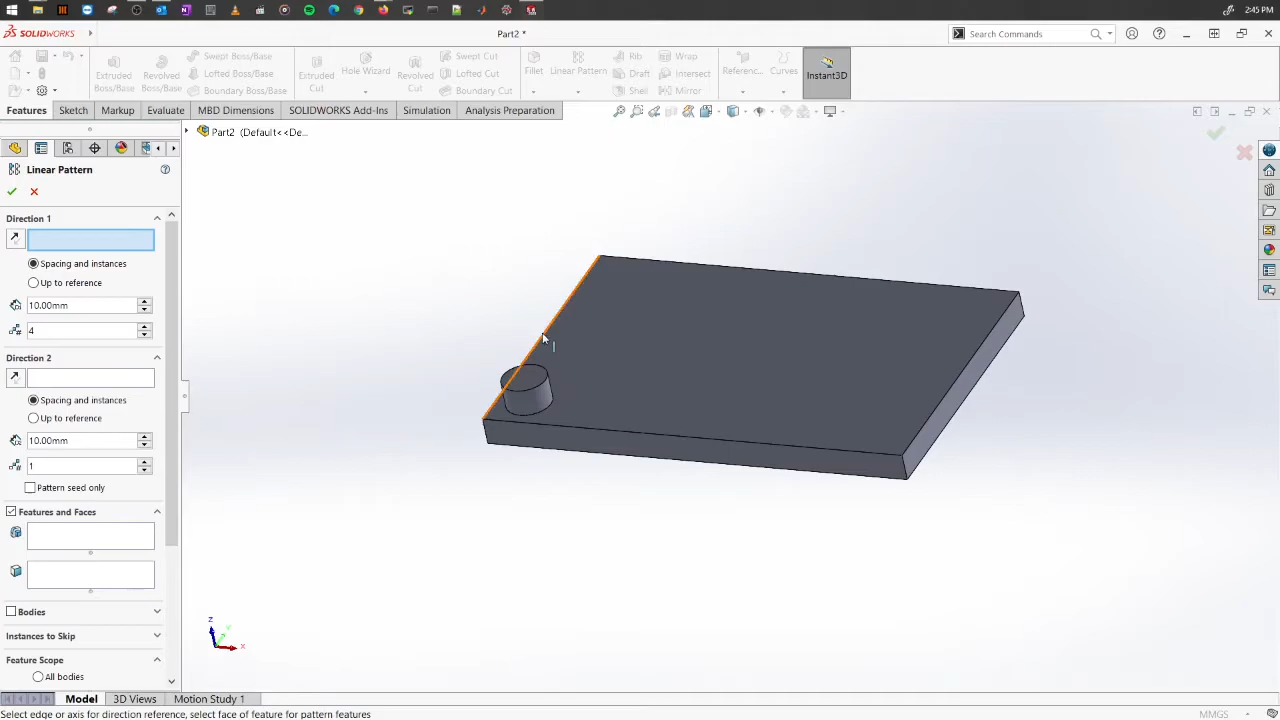 2:45 PM
SOLIDWORKS
Part2 *
Search Commands
Extruded Boss/Base
Revolved Boss/Base
Swept Boss/Base
Lofted Boss/Base
Boundary Boss/Base
Extruded Cut
Hole Wizard
Revolved Cut
Swept Cut
Lofted Cut
Boundary Cut
Fillet
Linear Pattern
Rib
Draft
Shell
Wrap
Intersect
Mirror
Referenc...
Curves
Instant3D
Features
Sketch
Markup
Evaluate
MBD Dimensions
SOLIDWORKS Add-Ins
Simulation
Analysis Preparation
Part2 (Default<<De...
Linear Pattern
Direction 1
Spacing and instances
Up to reference
10.00mm
4
Direction 2
Spacing and instances
Up to reference
10.00mm
1
Pattern seed only
Features and Faces
Bodies
Instances to Skip
Feature Scope
All bodies
Z
Y
X
Model
3D Views
Motion Study 1
Select edge or axis for direction reference, select face of feature for pattern features
MMGS